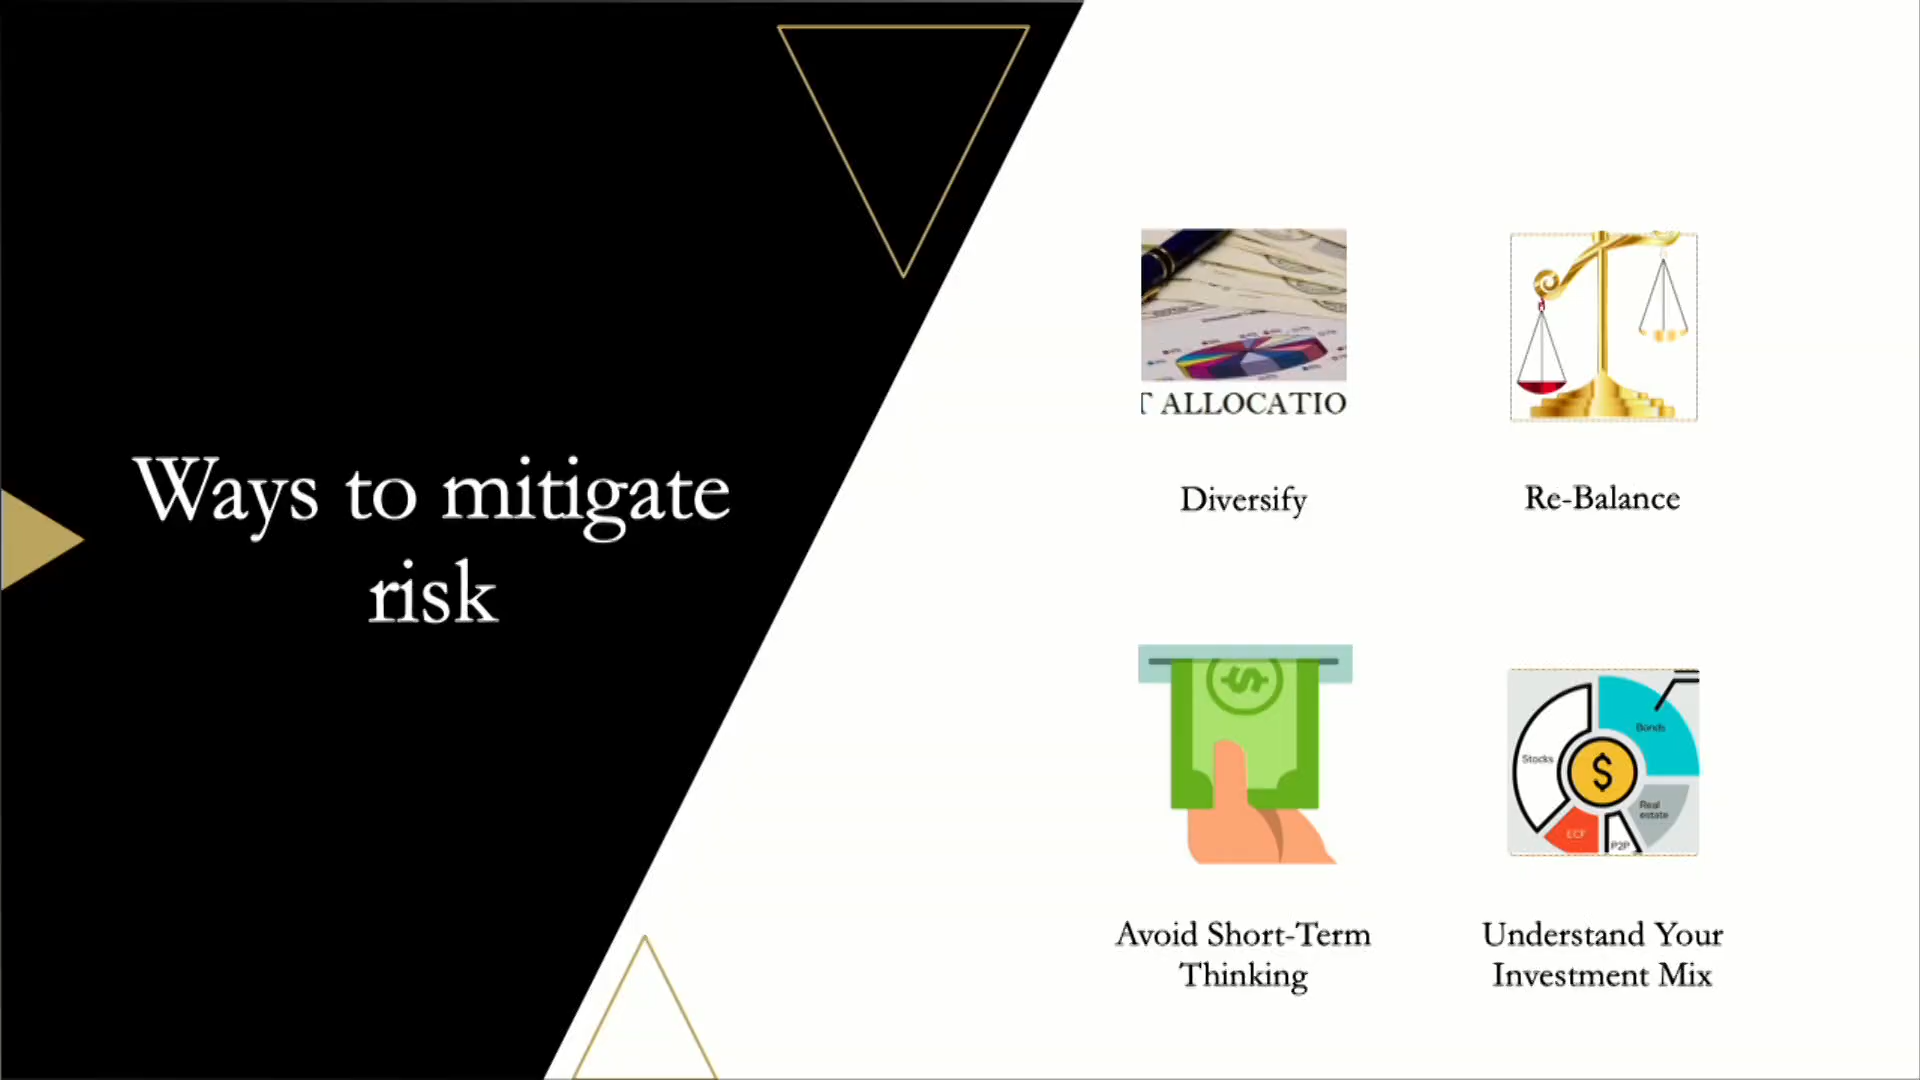 Ways to mitigate
risk
T ALLOCATIO
Diversify
Re-Balance
Avoid Short-Term
Thinking
Stocks
Bonds
Real
estate
ECF
P2P
$
Understand Your
Investment Mix